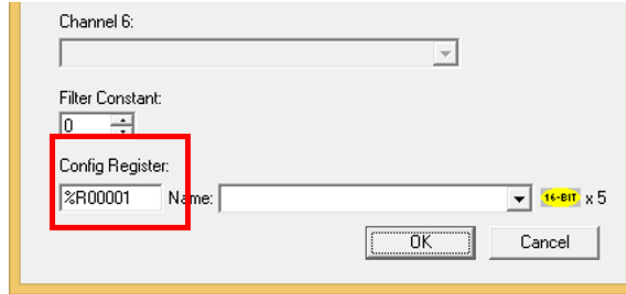 Channel 6:
Filter Constant:
0
Config Register:
%R00001 Name: 16-BIT x 5
OK Cancel